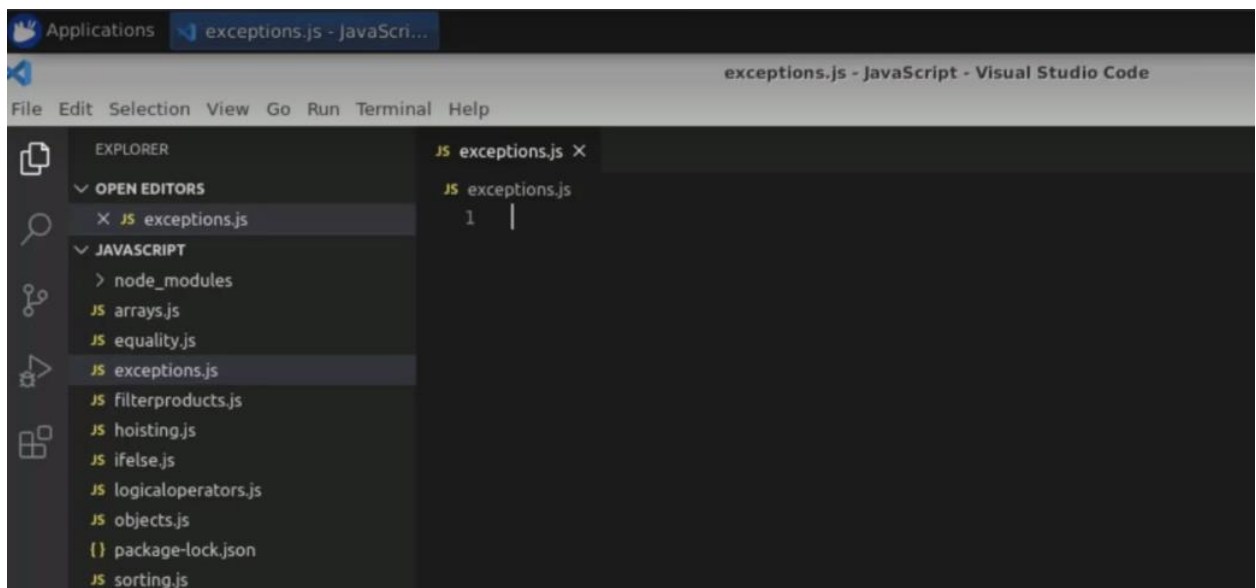 Applications exceptions.js - JavaScri...
exceptions.js - JavaScript - Visual Studio Code
File Edit Selection View Go Run Terminal Help
EXPLORER
OPEN EDITORS
JS exceptions.js
JAVASCRIPT
node_modules
JS arrays.js
JS equality.js
JS exceptions.js
JS filterproducts.js
JS hoisting.js
JS ifelse.js
JS logicaloperators.js
JS objects.js
{} package-lock.json
JS sorting.js
JS exceptions.js
JS exceptions.js
1